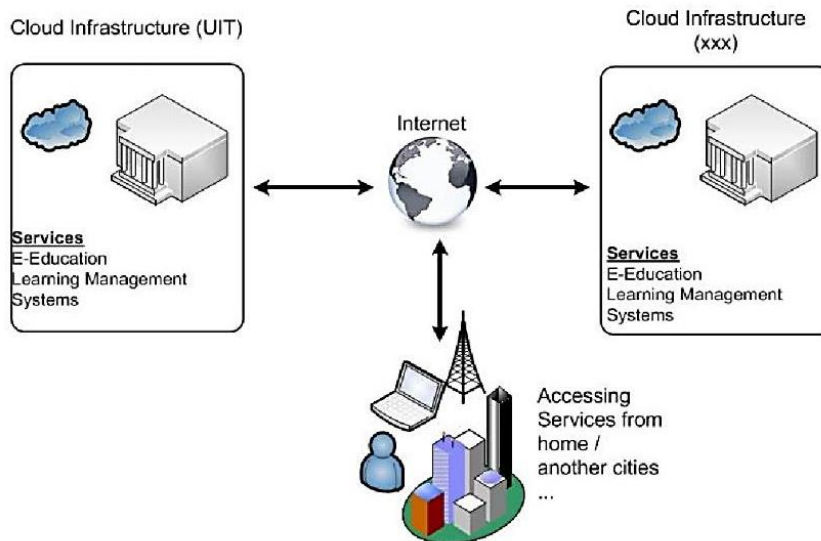 Cloud Infrastructure (UIT)
Services
E-Education
Learning Management
Systems
Internet
Cloud Infrastructure
(xxx)
Services
E-Education
Learning Management
Systems
Accessing
Services from
home /
another cities
...